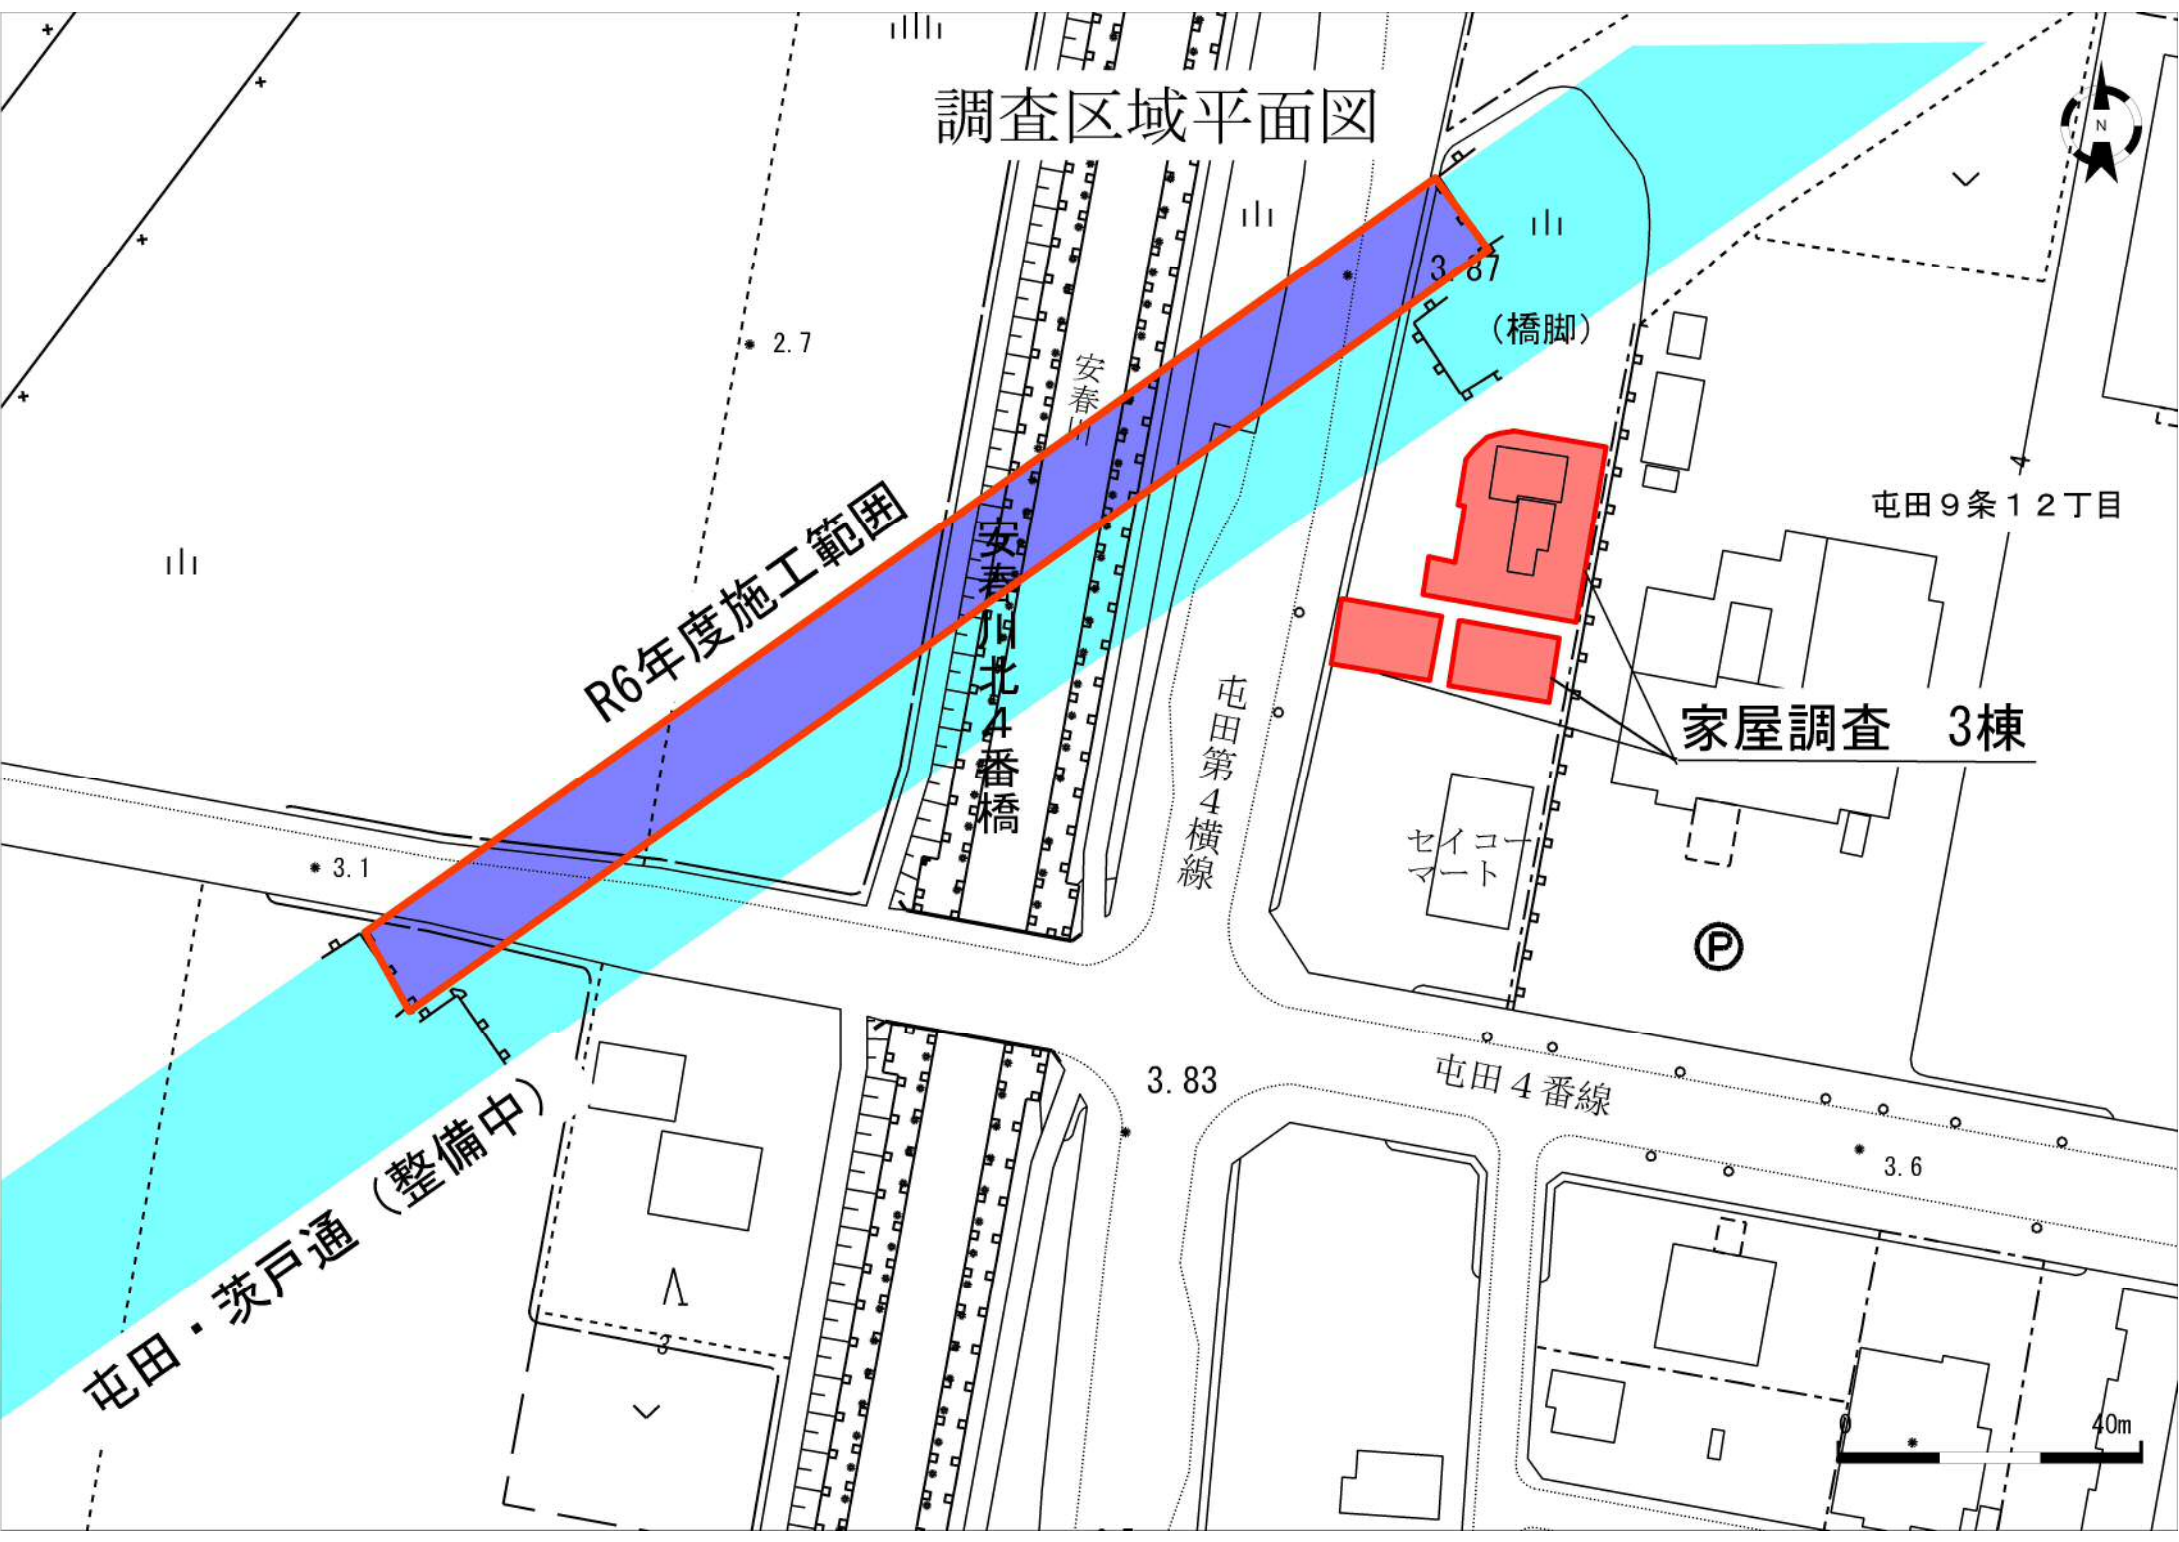 調査区域平面図
N
2.7
3.87
(橋脚)
安春川
屯田9条12丁目
4
R6年度施工範囲
安春川北4番橋
屯田第4横線
家屋調査 3棟
セイコー
マート
3.1
P
3.83
屯田4番線
3.6
屯田・茨戸通(整備中)
3
0
40m